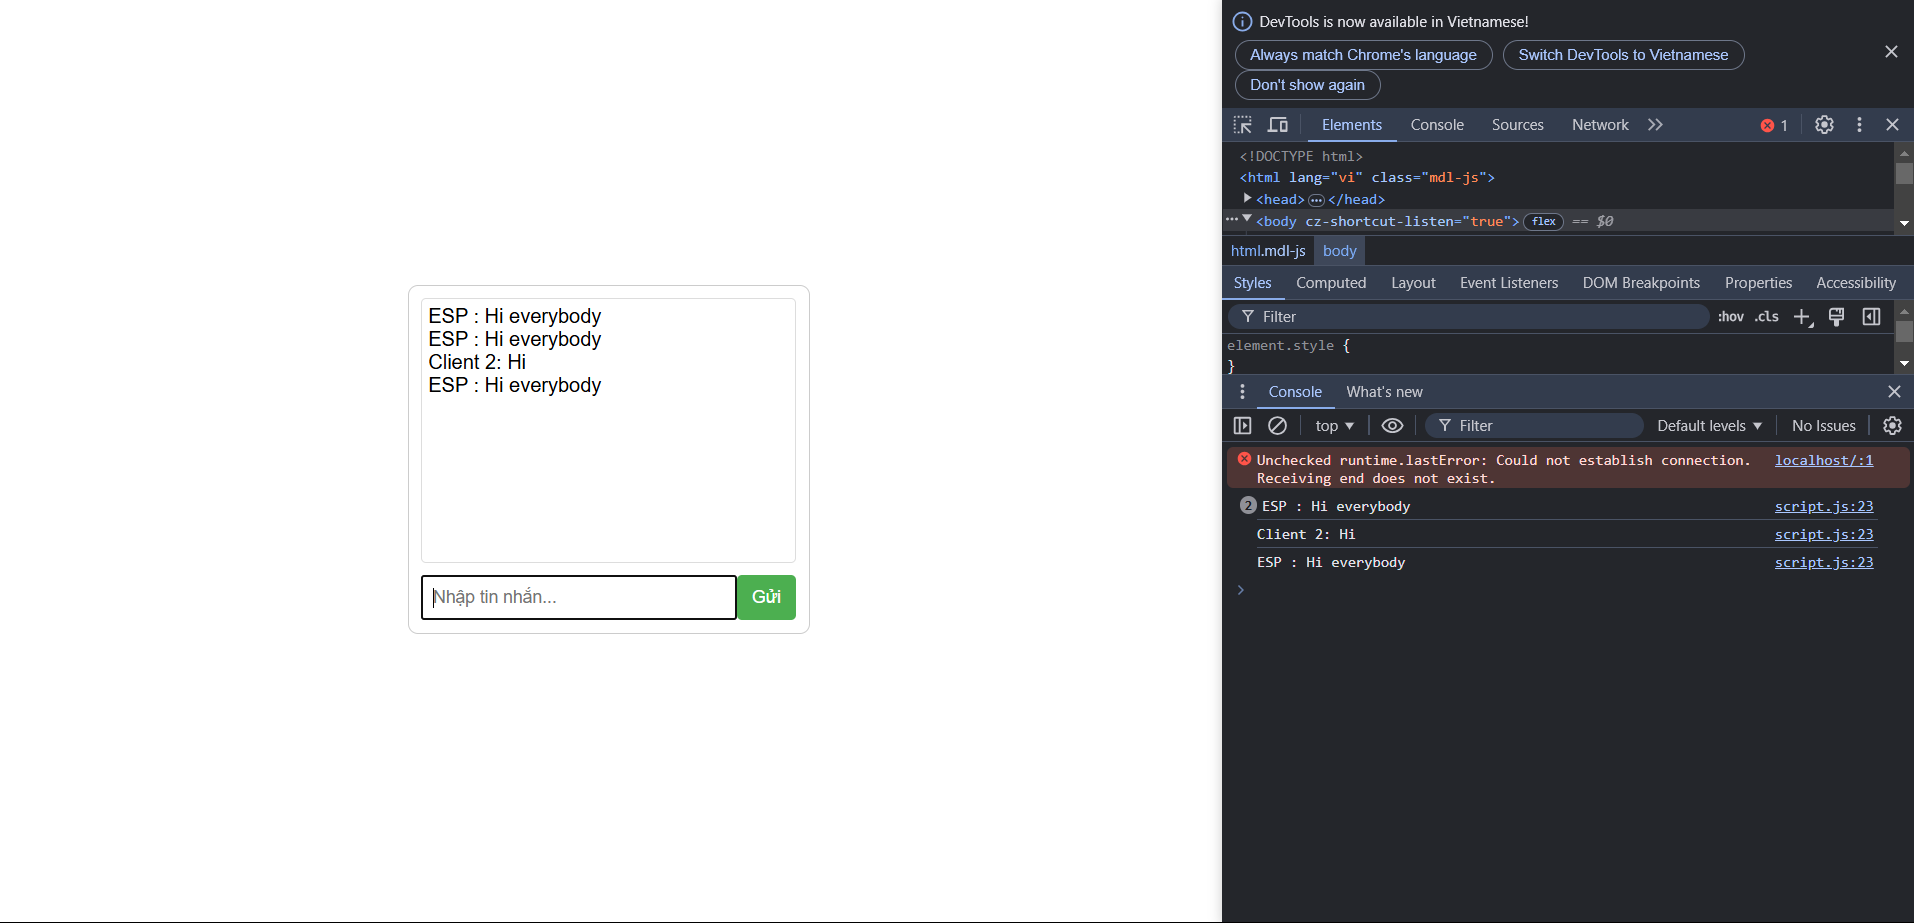 ESP : Hi everybody
ESP : Hi everybody
Client 2: Hi
ESP : Hi everybody
Nhập tin nhắn...
Gửi
DevTools is now available in Vietnamese!
Always match Chrome's language
Switch DevTools to Vietnamese
Don't show again
Elements Console Sources Network 1
<!DOCTYPE html>
<html lang="vi" class="mdl-js">
<head> ••• </head>
••• <body cz-shortcut-listen="true"> flex == $0
html.mdl-js body
Styles Computed Layout Event Listeners DOM Breakpoints Properties Accessibility
Filter :hov .cls
element.style {
}
Console What's new
top Filter Default levels No Issues
Unchecked runtime.lastError: Could not establish connection. localhost/:1
Receiving end does not exist.
2 ESP : Hi everybody script.js:23
Client 2: Hi script.js:23
ESP : Hi everybody script.js:23